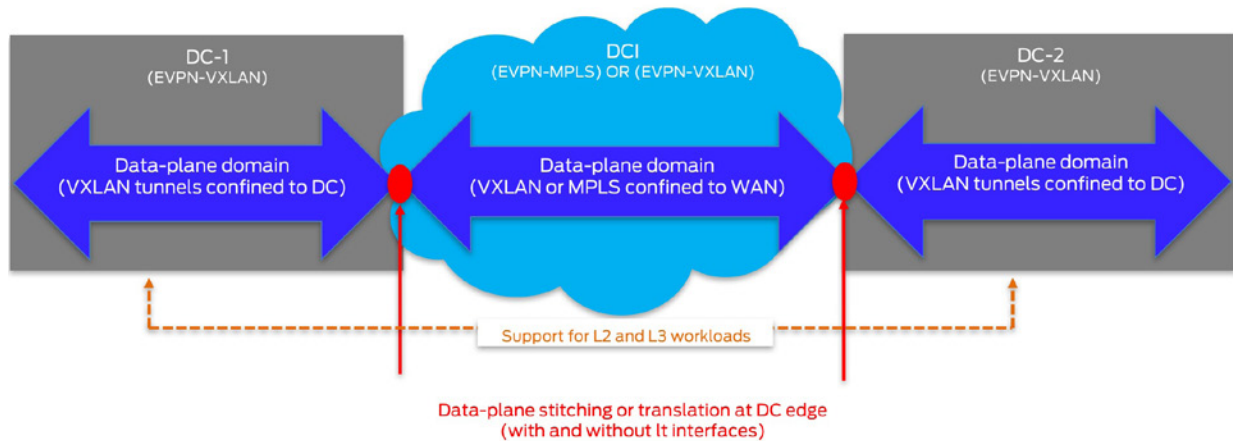 DC-1
(EVPN-VXLAN)
DCI
(EVPN-MPLS) OR (EVPN-VXLAN)
DC-2
(EVPN-VXLAN)
Data-plane domain
(VXLAN tunnels confined to DC)
Data-plane domain
(VXLAN or MPLS confined to WAN)
Data-plane domain
(VXLAN tunnels confined to DC)
Support for L2 and L3 workloads
Data-plane stitching or translation at DC edge
(with and without lt interfaces)